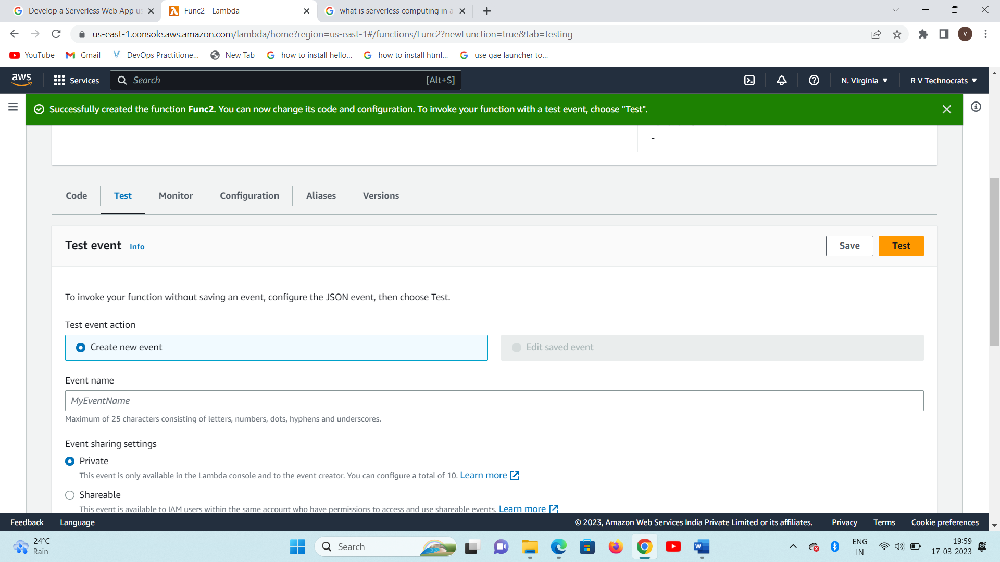 Develop a Serverless Web App us
Func2 - Lambda
what is serverless computing in a
us-east-1.console.aws.amazon.com/lambda/home?region=us-east-1#/functions/Func2?newFunction=true&tab=testing
V
YouTube
Gmail
DevOps Practitione...
New Tab
how to install hello...
how to install html...
use gae launcher to...
aws
Services
Search
[Alt+S]
N. Virginia
R V Technocrats
Successfully created the function Func2. You can now change its code and configuration. To invoke your function with a test event, choose "Test".
-
Code
Test
Monitor
Configuration
Aliases
Versions
Test event
Info
Save
Test
To invoke your function without saving an event, configure the JSON event, then choose Test.
Test event action
Create new event
Edit saved event
Event name
MyEventName
Maximum of 25 characters consisting of letters, numbers, dots, hyphens and underscores.
Event sharing settings
Private
This event is only available in the Lambda console and to the event creator. You can configure a total of 10. Learn more
Shareable
This event is available to IAM users within the same account who have permissions to access and use shareable events. Learn more
Feedback
Language
© 2023, Amazon Web Services India Private Limited or its affiliates.
Privacy
Terms
Cookie preferences
24°C
Rain
Search
ENG
IN
19:59
17-03-2023